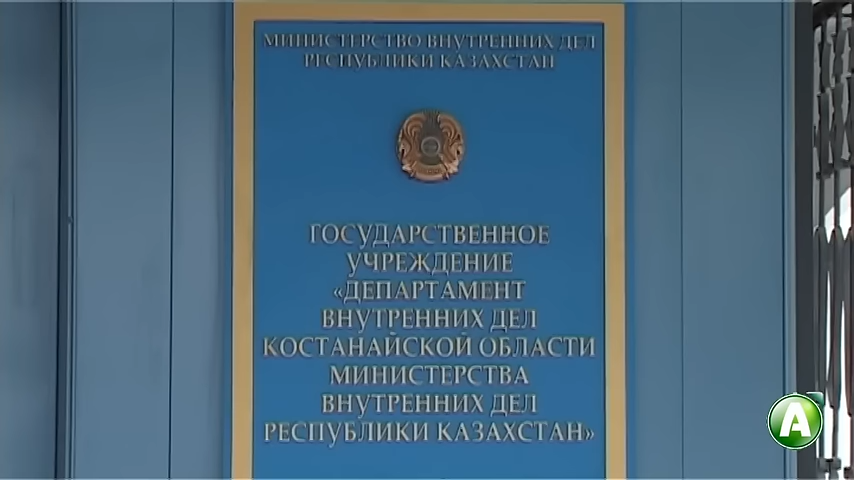 МИНИСТЕРСТВО ВНУТРЕННИХ ДЕЛ
РЕСПУБЛИКИ КАЗАХСТАН
ГОСУДАРСТВЕННОЕ
УЧРЕЖДЕНИЕ
«ДЕПАРТАМЕНТ
ВНУТРЕННИХ ДЕЛ
КОСТАНАЙСКОЙ ОБЛАСТИ
МИНИСТЕРСТВА
ВНУТРЕННИХ ДЕЛ
РЕСПУБЛИКИ КАЗАХСТАН»
А